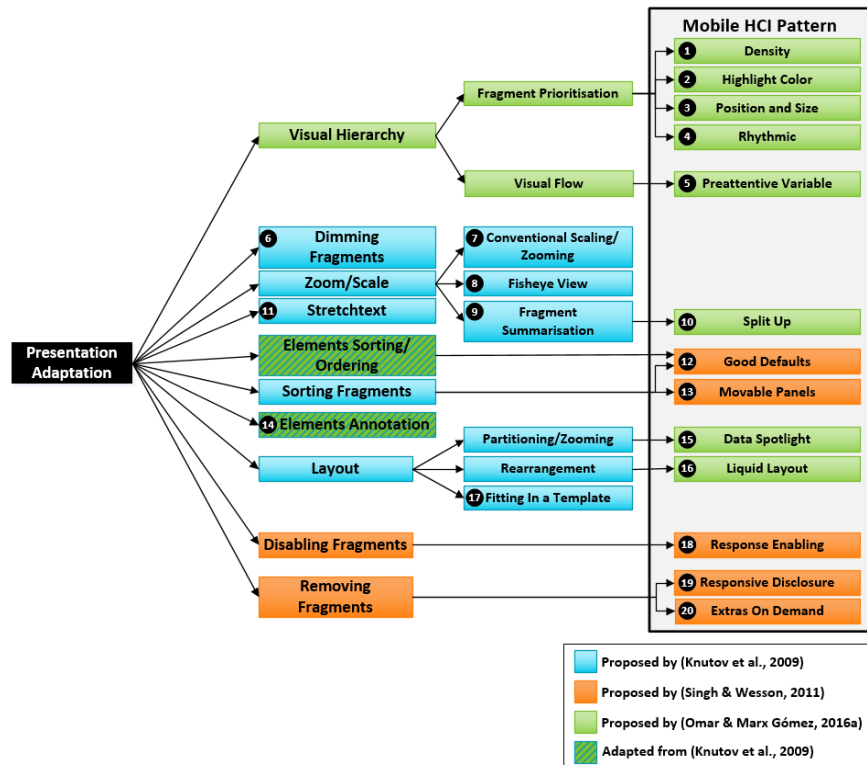 Mobile HCI Pattern
1 Density
Fragment Prioritisation
2 Highlight Color
3 Position and Size
Visual Hierarchy
4 Rhythmic
Visual Flow
5 Preattentive Variable
6 Dimming
Fragments
7 Conventional Scaling/
Zooming
Zoom/Scale
8 Fisheye View
11 Stretchtext
9 Fragment
Summarisation
10 Split Up
Presentation
Adaptation
Elements Sorting/
Ordering
12 Good Defaults
Sorting Fragments
13 Movable Panels
14 Elements Annotation
Partitioning/Zooming
15 Data Spotlight
Layout
Rearrangement
16 Liquid Layout
17 Fitting In a Template
Disabling Fragments
18 Response Enabling
Removing
Fragments
19 Responsive Disclosure
20 Extras On Demand
Proposed by (Knutov et al., 2009)
Proposed by (Singh & Wesson, 2011)
Proposed by (Omar & Marx Gómez, 2016a)
Adapted from (Knutov et al., 2009)